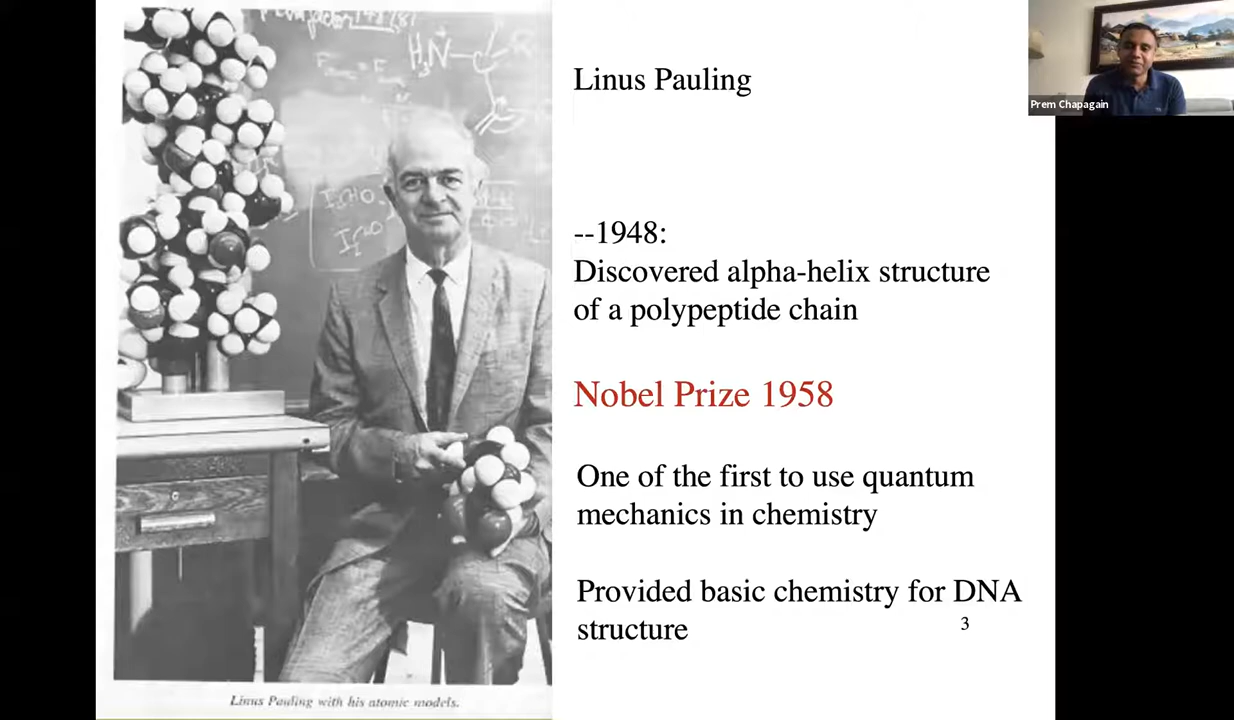 Linus Pauling
--1948:
Discovered alpha-helix structure
of a polypeptide chain
Nobel Prize 1958
One of the first to use quantum
mechanics in chemistry
Provided basic chemistry for DNA
structure
3
Linus Pauling with his atomic models.
Prem Chapagain
H₃N